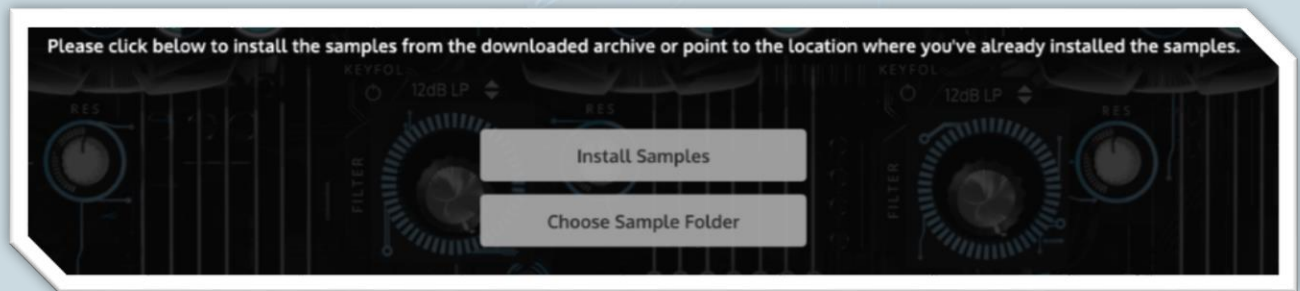 Please click below to install the samples from the downloaded archive or point to the location where you've already installed the samples.
KEYFOL
KEYFOL
12dB LP
12dB LP
RES
RES
RES
Install Samples
FILTER
FILTER
Choose Sample Folder